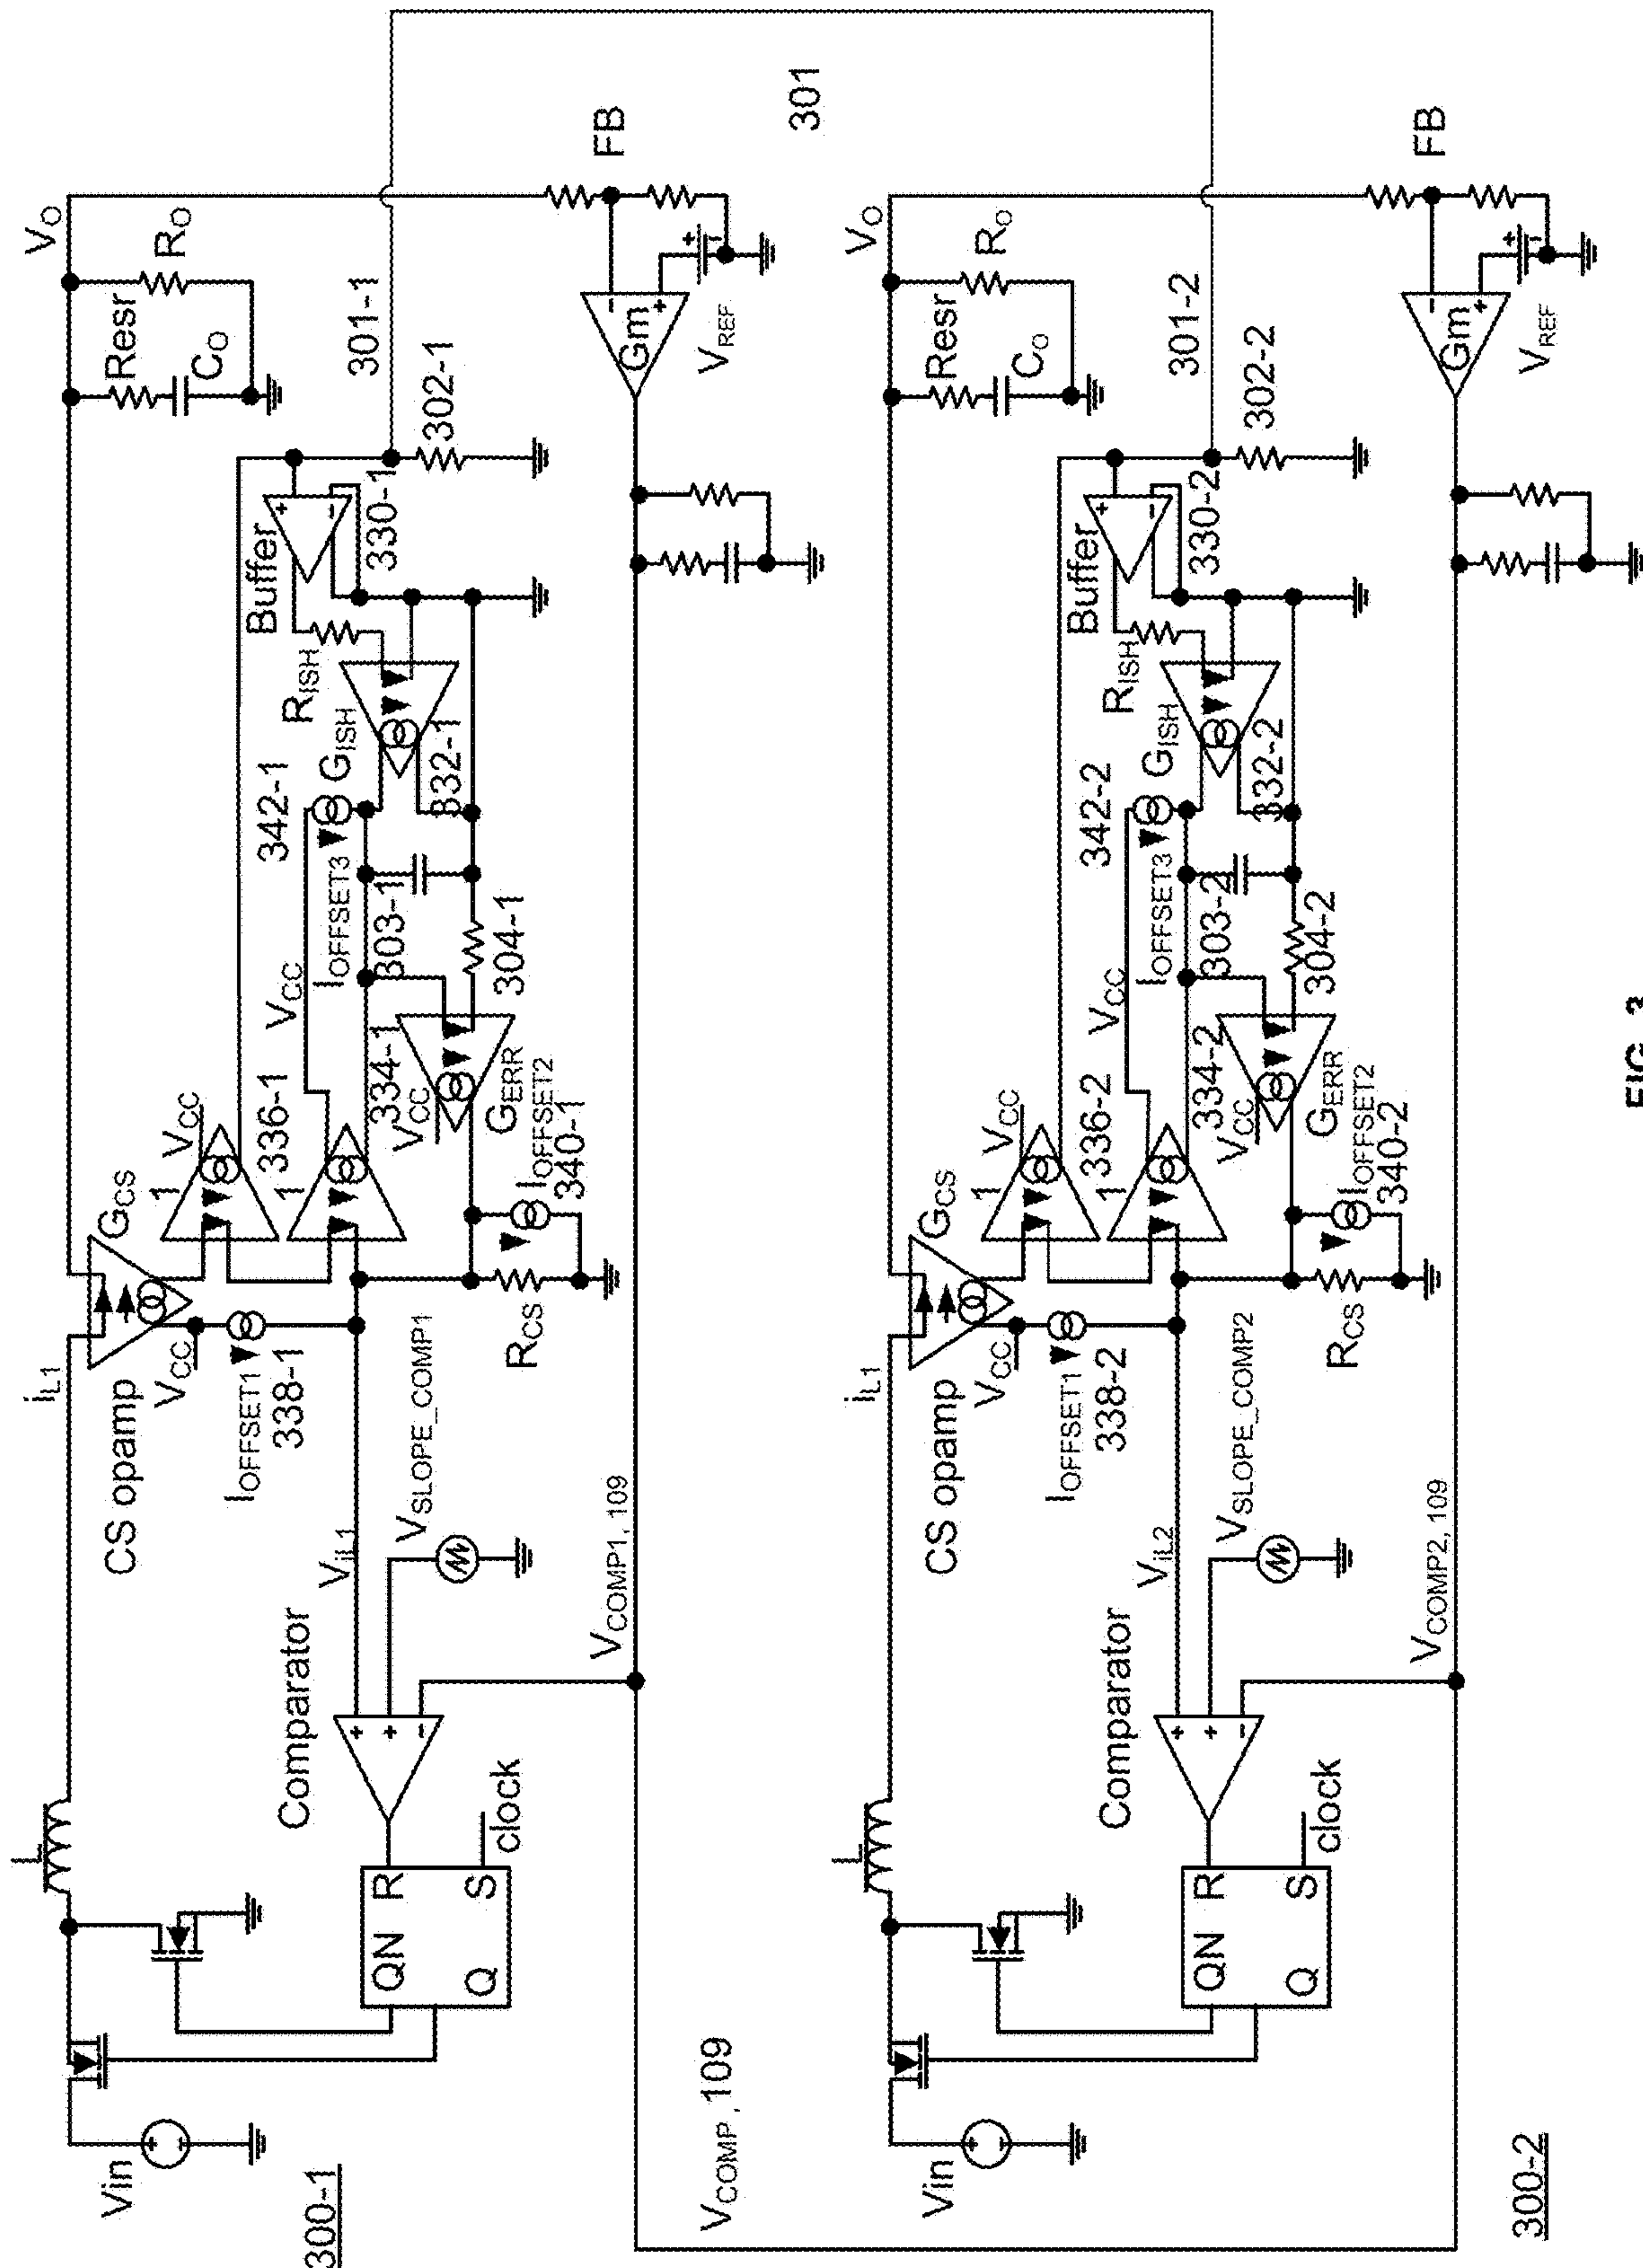 300-1
Vin
L
iL1
VO
Resr
RO
CO
CS opamp
GCS
VCC
IOFFSET1
338-1
1
VCC
336-1
1
342-1
VCC
IOFFSET3
GISH
RISH
Buffer
+
−
330-1
301-1
302-1
303-1
334-1
VCC
332-1
304-1
GERR
IOFFSET2
340-1
RCS
ViL1
VSLOPE_COMP1
Comparator
+
+
−
QN R
Q S
clock
VCOMP1, 109
Gm
−
+
VREF
+
−
FB
301
VCOMP, 109
300-2
Vin
L
iL1
VO
Resr
RO
CO
CS opamp
GCS
VCC
IOFFSET1
338-2
1
VCC
336-2
1
342-2
VCC
IOFFSET3
GISH
RISH
Buffer
+
−
330-2
301-2
302-2
303-2
334-2
VCC
332-2
304-2
GERR
IOFFSET2
340-2
RCS
ViL2
VSLOPE_COMP2
Comparator
+
+
−
QN R
Q S
clock
VCOMP2, 109
Gm
−
+
VREF
+
−
FB
FIG. 3